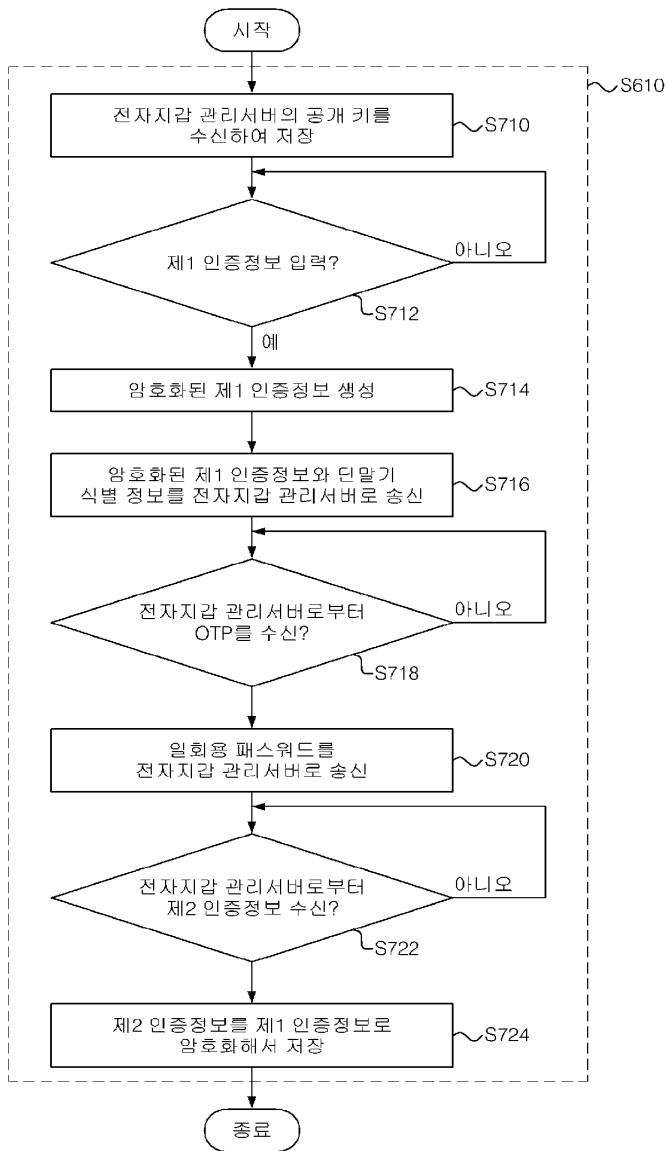 시작
S610
전자지갑 관리서버의 공개 키를
수신하여 저장
S710
제1 인증정보 입력?
아니오
S712
예
암호화된 제1 인증정보 생성
S714
암호화된 제1 인증정보와 단말기
식별 정보를 전자지갑 관리서버로 송신
S716
전자지갑 관리서버로부터
OTP를 수신?
아니오
S718
일회용 패스워드를
전자지갑 관리서버로 송신
S720
전자지갑 관리서버로부터
제2 인증정보 수신?
아니오
S722
제2 인증정보를 제1 인증정보로
암호화해서 저장
S724
종료